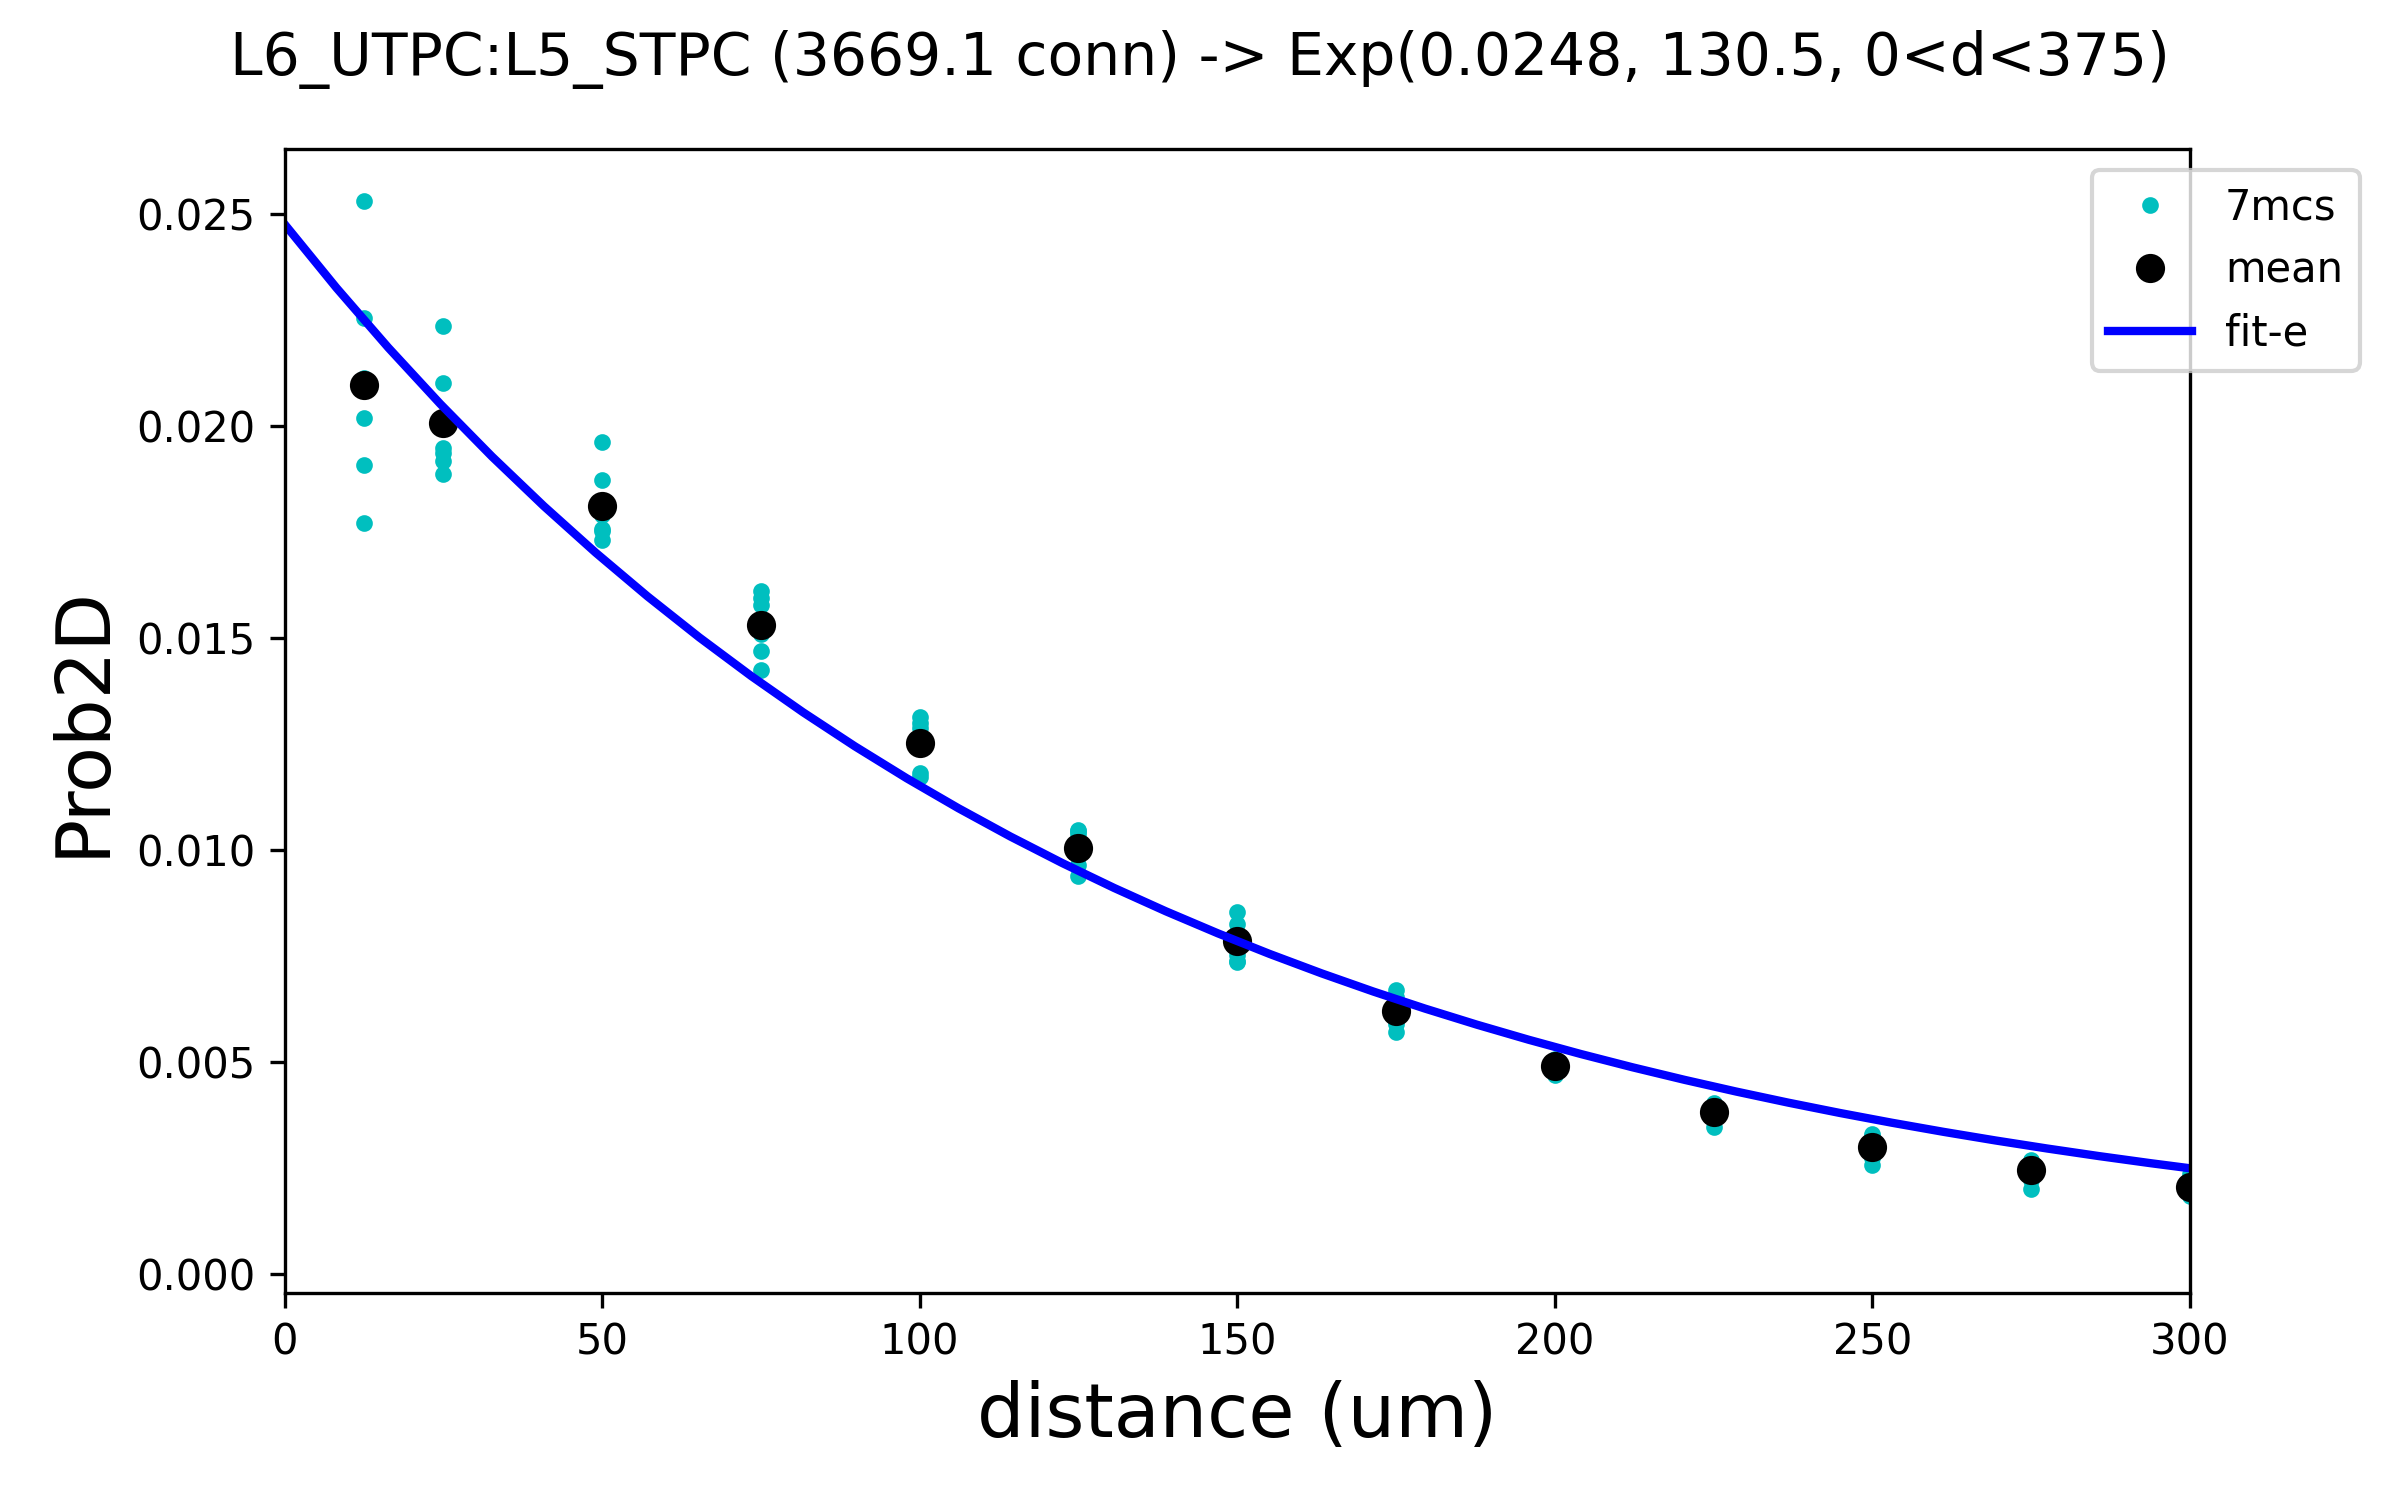 L6_UTPC:L5_STPC (3669.1 conn) -> Exp(0.0248, 130.5, 0<d<375)
7mcs
mean
fit-e
Prob2D
0.025
0.020
0.015
0.010
0.005
0.000
0 50 100 150 200 250 300
distance (um)